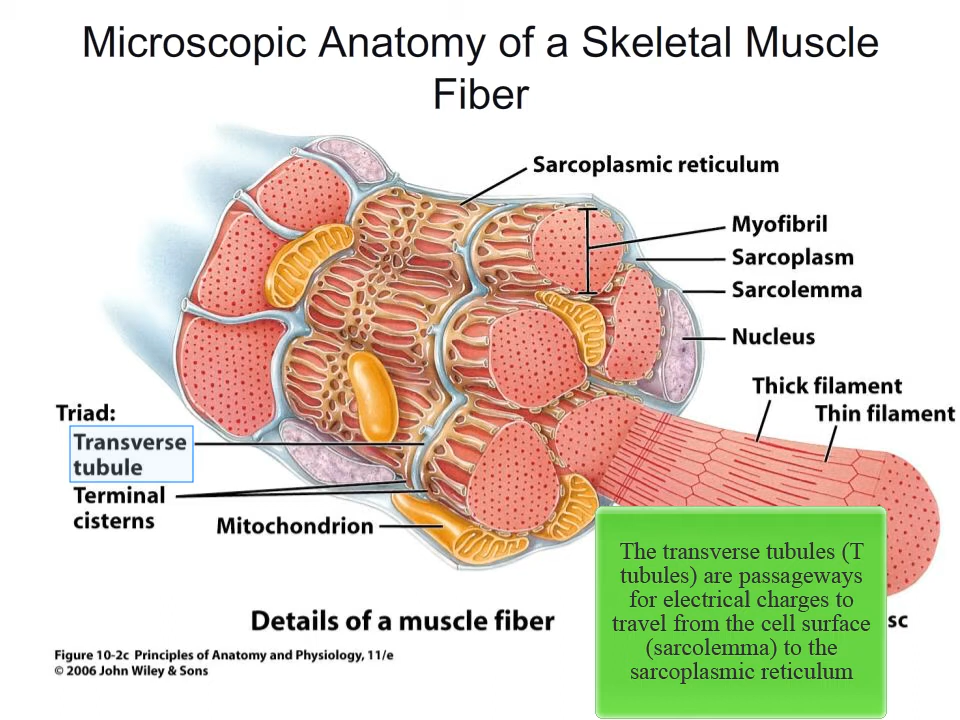 Microscopic Anatomy of a Skeletal Muscle
Fiber
Sarcoplasmic reticulum
Myofibril
Sarcoplasm
Sarcolemma
Nucleus
Thick filament
Thin filament
Triad:
Transverse
tubule
Terminal
cisterns
Mitochondrion
The transverse tubules (T
tubules) are passageways
for electrical charges to
travel from the cell surface
(sarcolemma) to the
sarcoplasmic reticulum
sc
Details of a muscle fiber
Figure 10-2c Principles of Anatomy and Physiology, 11/e
© 2006 John Wiley & Sons